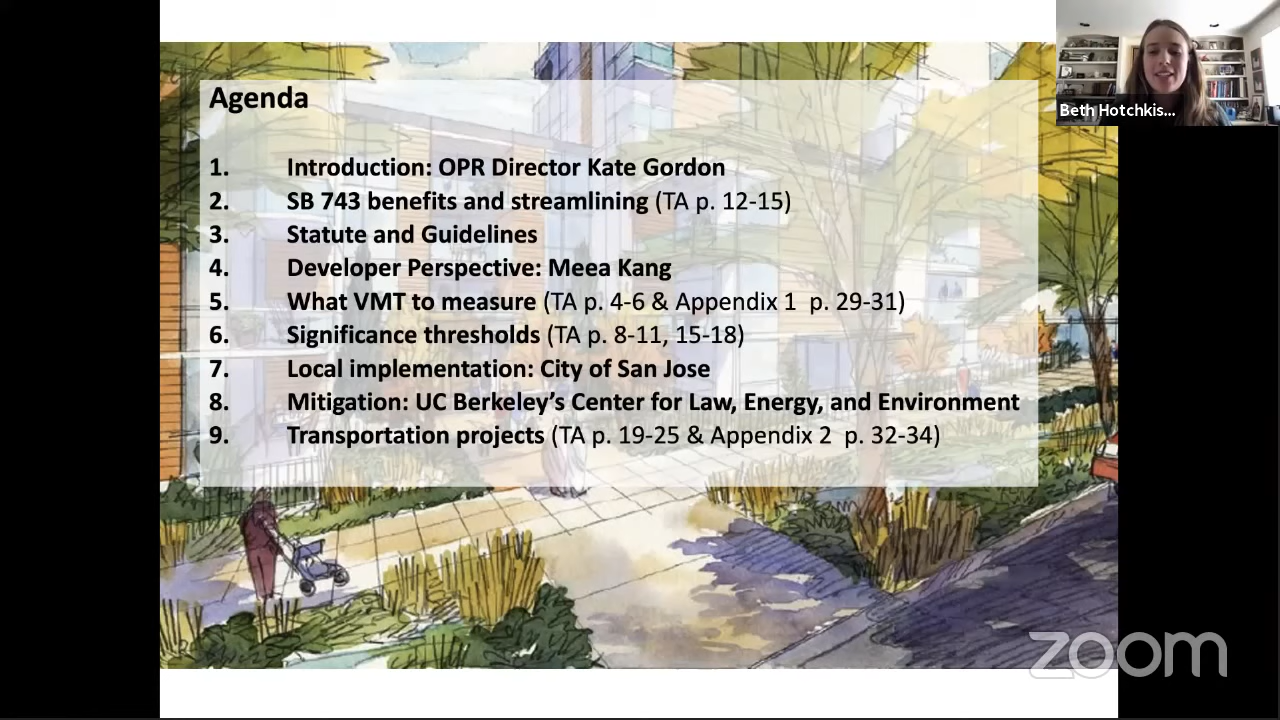 Agenda
1. Introduction: OPR Director Kate Gordon
2. SB 743 benefits and streamlining (TA p. 12-15)
3. Statute and Guidelines
4. Developer Perspective: Meea Kang
5. What VMT to measure (TA p. 4-6 & Appendix 1 p. 29-31)
6. Significance thresholds (TA p. 8-11, 15-18)
7. Local implementation: City of San Jose
8. Mitigation: UC Berkeley’s Center for Law, Energy, and Environment
9. Transportation projects (TA p. 19-25 & Appendix 2 p. 32-34)
Beth Hotchkis...
zoom